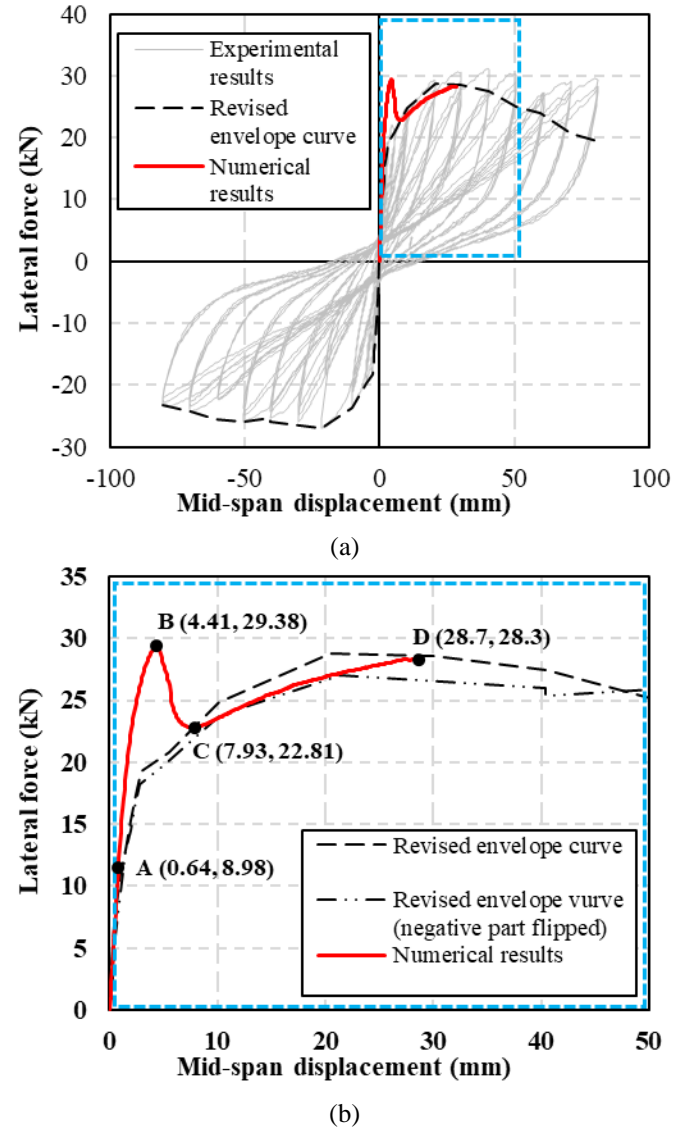 40
30
20
10
0
-10
-20
-30
Lateral force (kN)
Experimental
results
Revised
envelope curve
Numerical
results
-100
-50
0
50
100
Mid-span displacement (mm)
(a)
35
30
25
20
15
10
5
0
Lateral force (kN)
B (4.41, 29.38)
D (28.7, 28.3)
C (7.93, 22.81)
A (0.64, 8.98)
Revised envelope curve
Revised envelope vurve
(negative part flipped)
Numerical results
0
10
20
30
40
50
Mid-span displacement (mm)
(b)